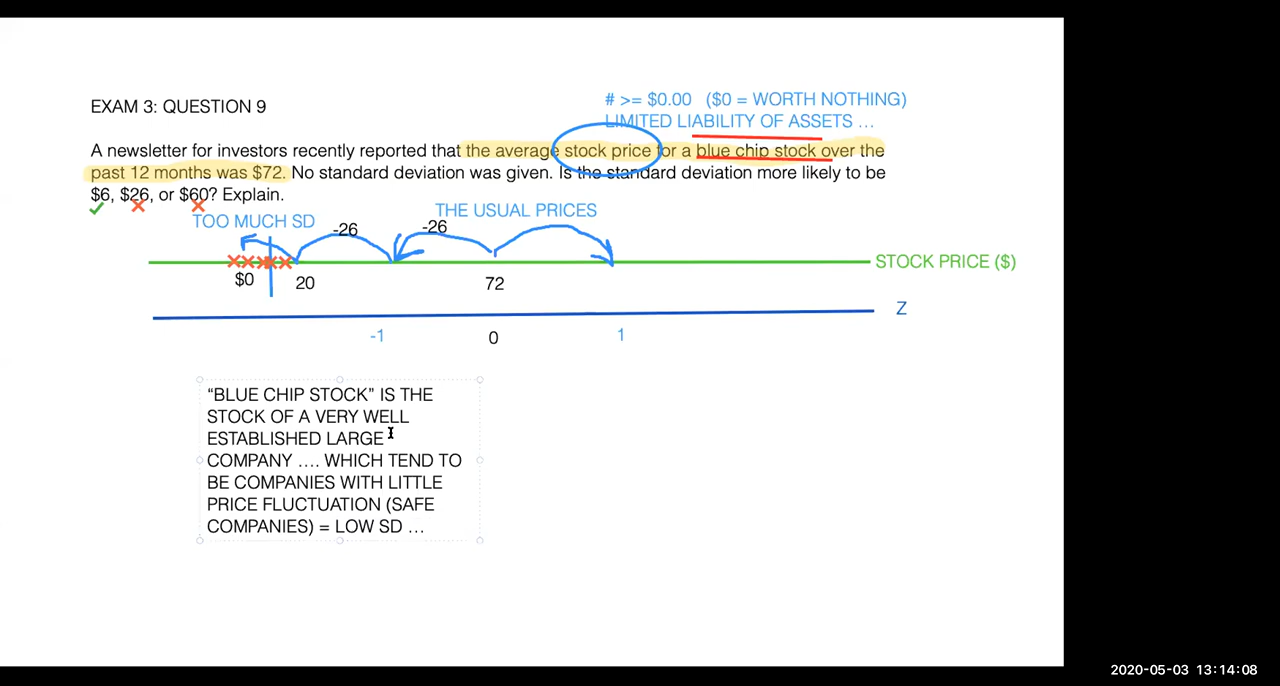 # >= $0.00 ($0 = WORTH NOTHING)
EXAM 3: QUESTION 9
LIMITED LIABILITY OF ASSETS …
A newsletter for investors recently reported that the average stock price for a blue chip stock over the
past 12 months was $72. No standard deviation was given. Is the standard deviation more likely to be
$6, $26, or $60? Explain.
THE USUAL PRICES
TOO MUCH SD
-26
-26
STOCK PRICE ($)
$0
20
72
Z
-1
0
1
“BLUE CHIP STOCK” IS THE
STOCK OF A VERY WELL
ESTABLISHED LARGE
COMPANY …. WHICH TEND TO
BE COMPANIES WITH LITTLE
PRICE FLUCTUATION (SAFE
COMPANIES) = LOW SD …
2020-05-03 13:14:08